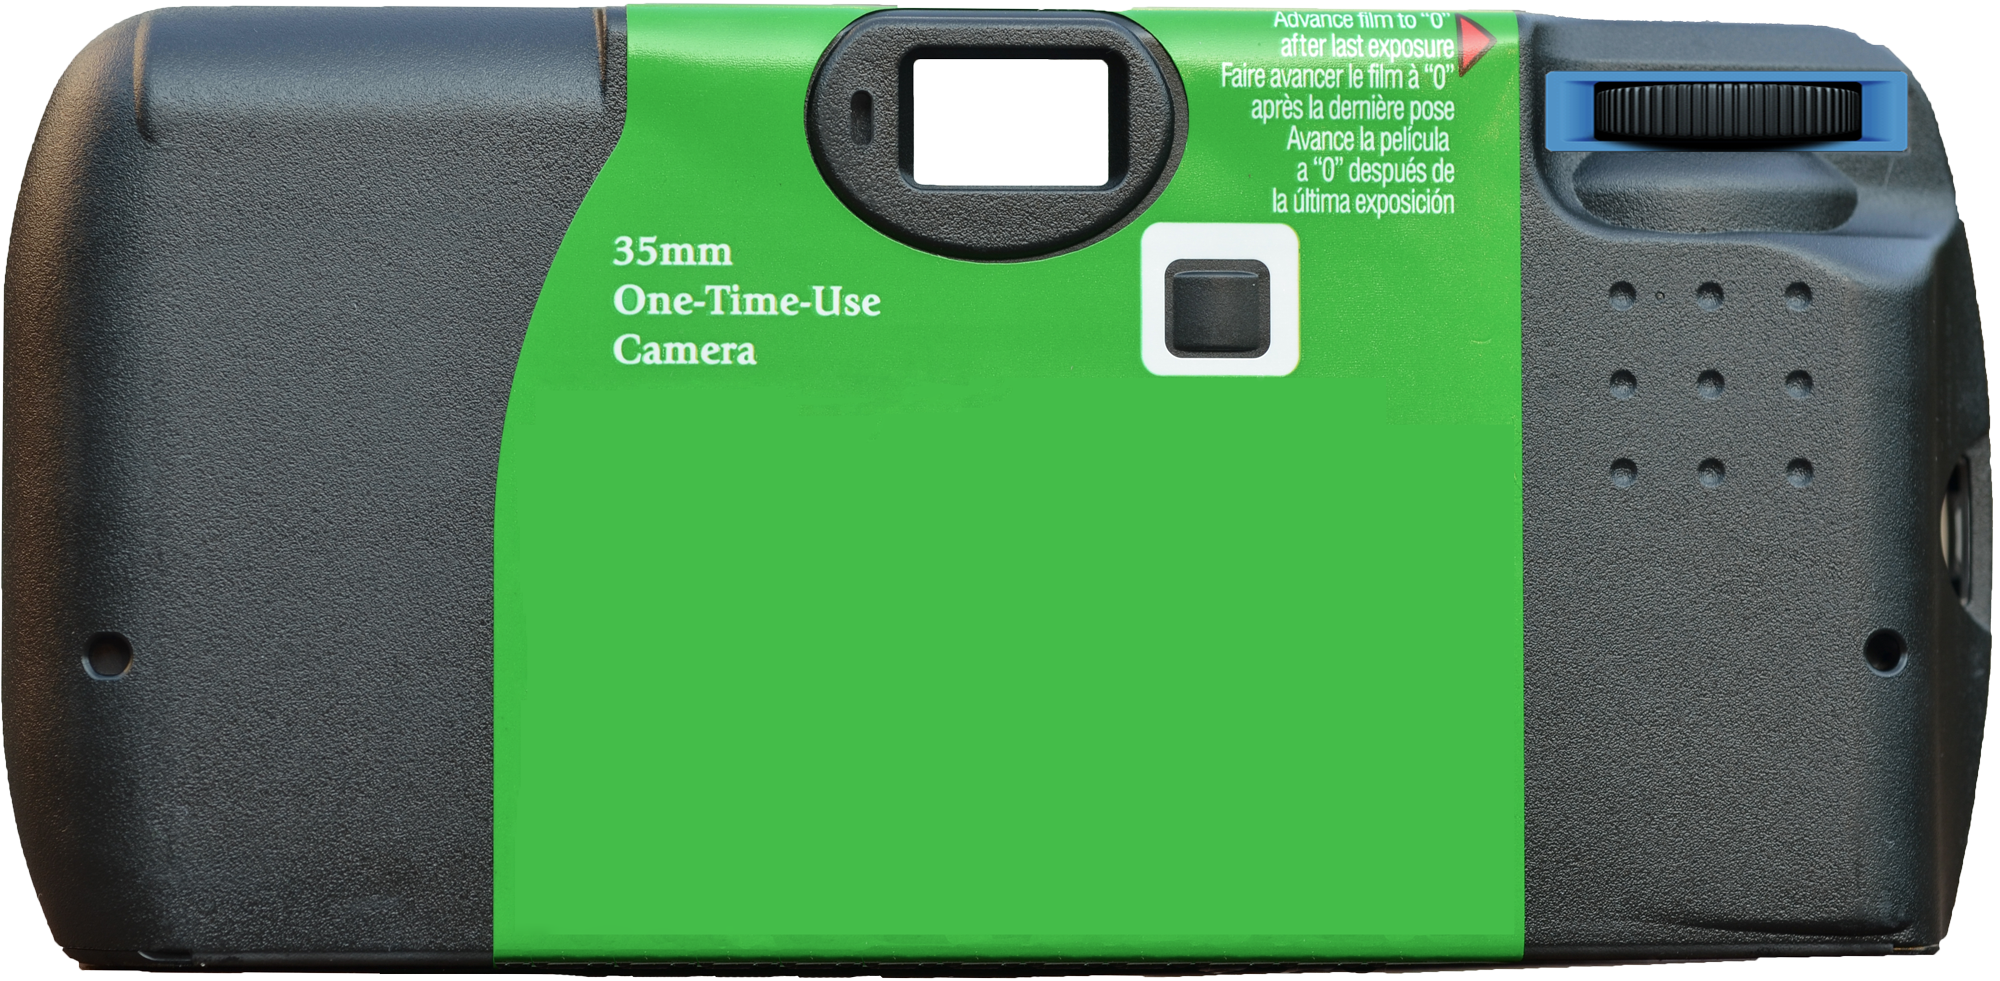 Advance film to “0”
after last exposure
Faire avancer le film à “0”
après la dernière pose
Avance la película
a “0” después de
la última exposición
35mm
One-Time-Use
Camera